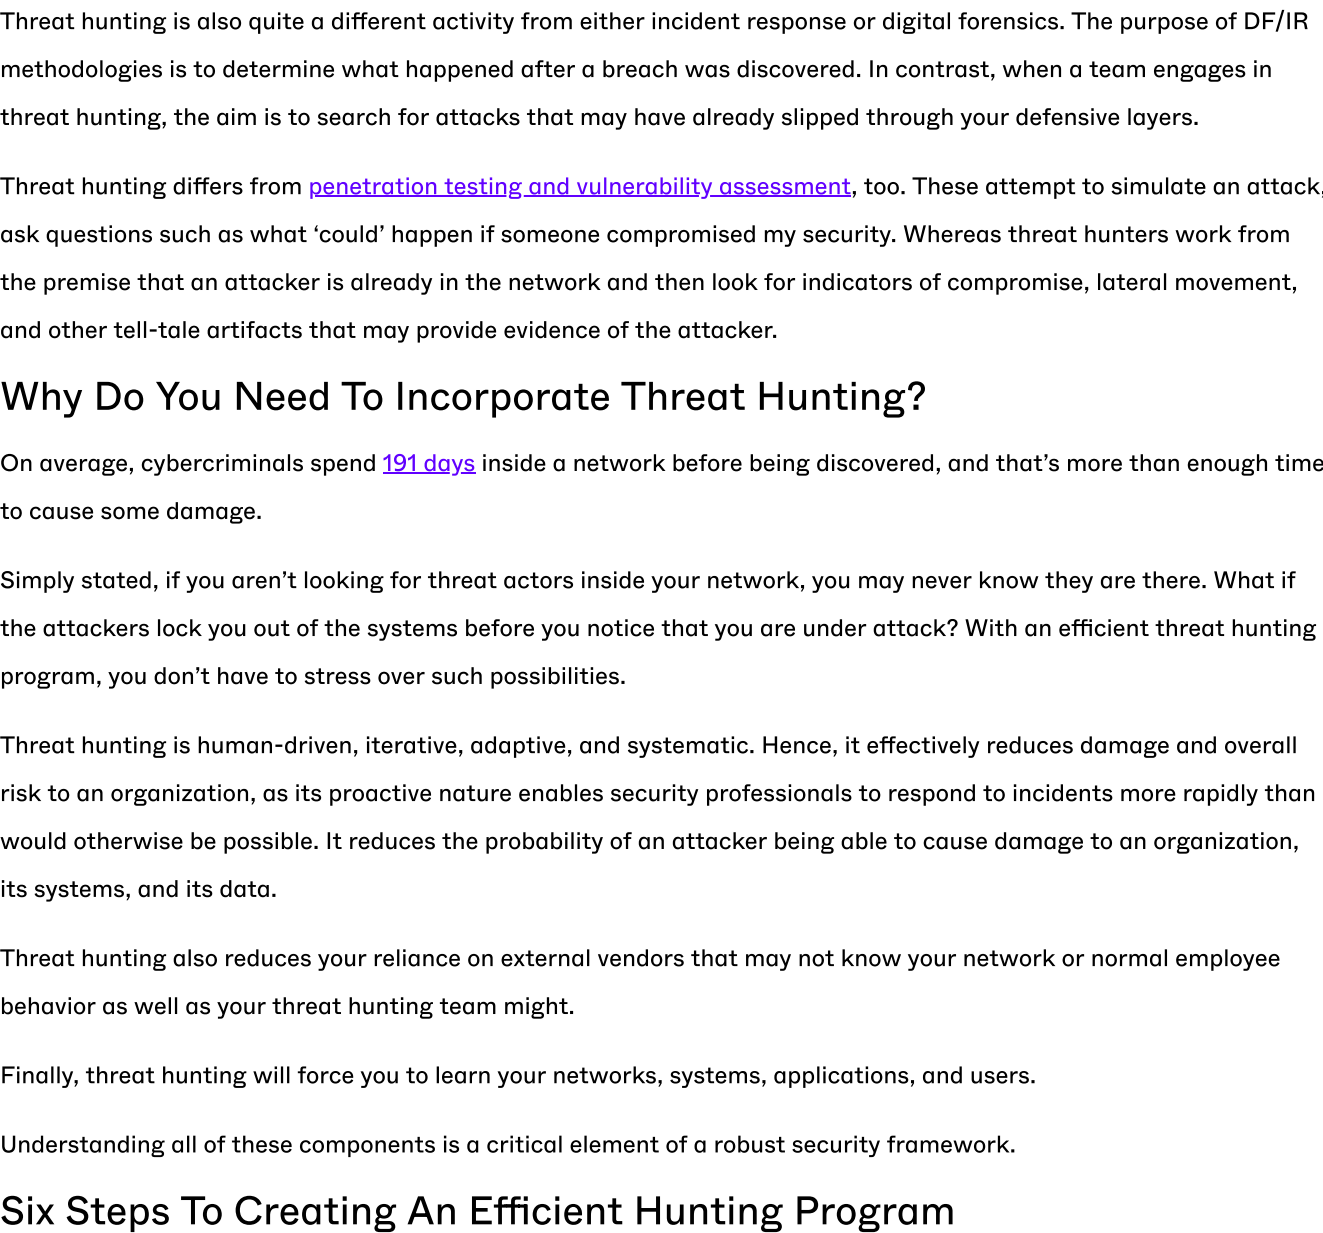 Threat hunting is also quite a different activity from either incident response or digital forensics. The purpose of DF/IR
methodologies is to determine what happened after a breach was discovered. In contrast, when a team engages in
threat hunting, the aim is to search for attacks that may have already slipped through your defensive layers.
Threat hunting differs from penetration testing and vulnerability assessment, too. These attempt to simulate an attack,
ask questions such as what ‘could’ happen if someone compromised my security. Whereas threat hunters work from
the premise that an attacker is already in the network and then look for indicators of compromise, lateral movement,
and other tell-tale artifacts that may provide evidence of the attacker.
Why Do You Need To Incorporate Threat Hunting?
On average, cybercriminals spend 191 days inside a network before being discovered, and that’s more than enough time
to cause some damage.
Simply stated, if you aren’t looking for threat actors inside your network, you may never know they are there. What if
the attackers lock you out of the systems before you notice that you are under attack? With an efficient threat hunting
program, you don’t have to stress over such possibilities.
Threat hunting is human-driven, iterative, adaptive, and systematic. Hence, it effectively reduces damage and overall
risk to an organization, as its proactive nature enables security professionals to respond to incidents more rapidly than
would otherwise be possible. It reduces the probability of an attacker being able to cause damage to an organization,
its systems, and its data.
Threat hunting also reduces your reliance on external vendors that may not know your network or normal employee
behavior as well as your threat hunting team might.
Finally, threat hunting will force you to learn your networks, systems, applications, and users.
Understanding all of these components is a critical element of a robust security framework.
Six Steps To Creating An Efficient Hunting Program